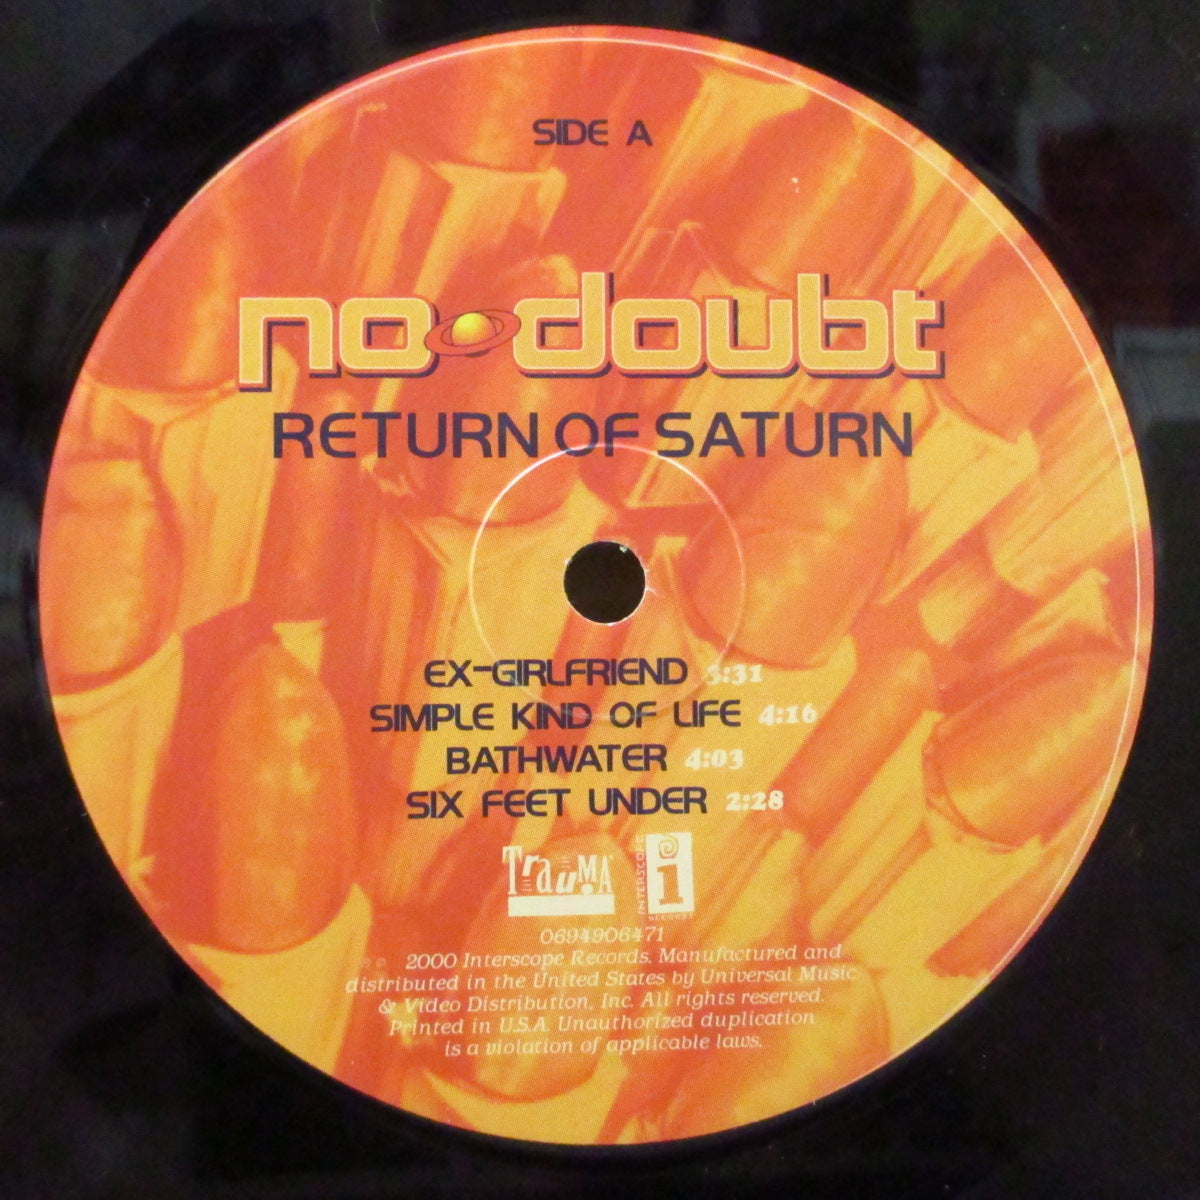 SIDE A
no doubt
RETURN OF SATURN
EX-GIRLFRIEND 3:31
SIMPLE KIND OF LIFE 4:16
BATHWATER 4:03
SIX FEET UNDER 2:28
TrauMA
INTERSCOPE
i
RECORDS
0694906471
℗ © 2000 Interscope Records. Manufactured and
distributed in the United States by Universal Music
& Video Distribution, Inc. All rights reserved.
Printed in U.S.A. Unauthorized duplication
is a violation of applicable laws.